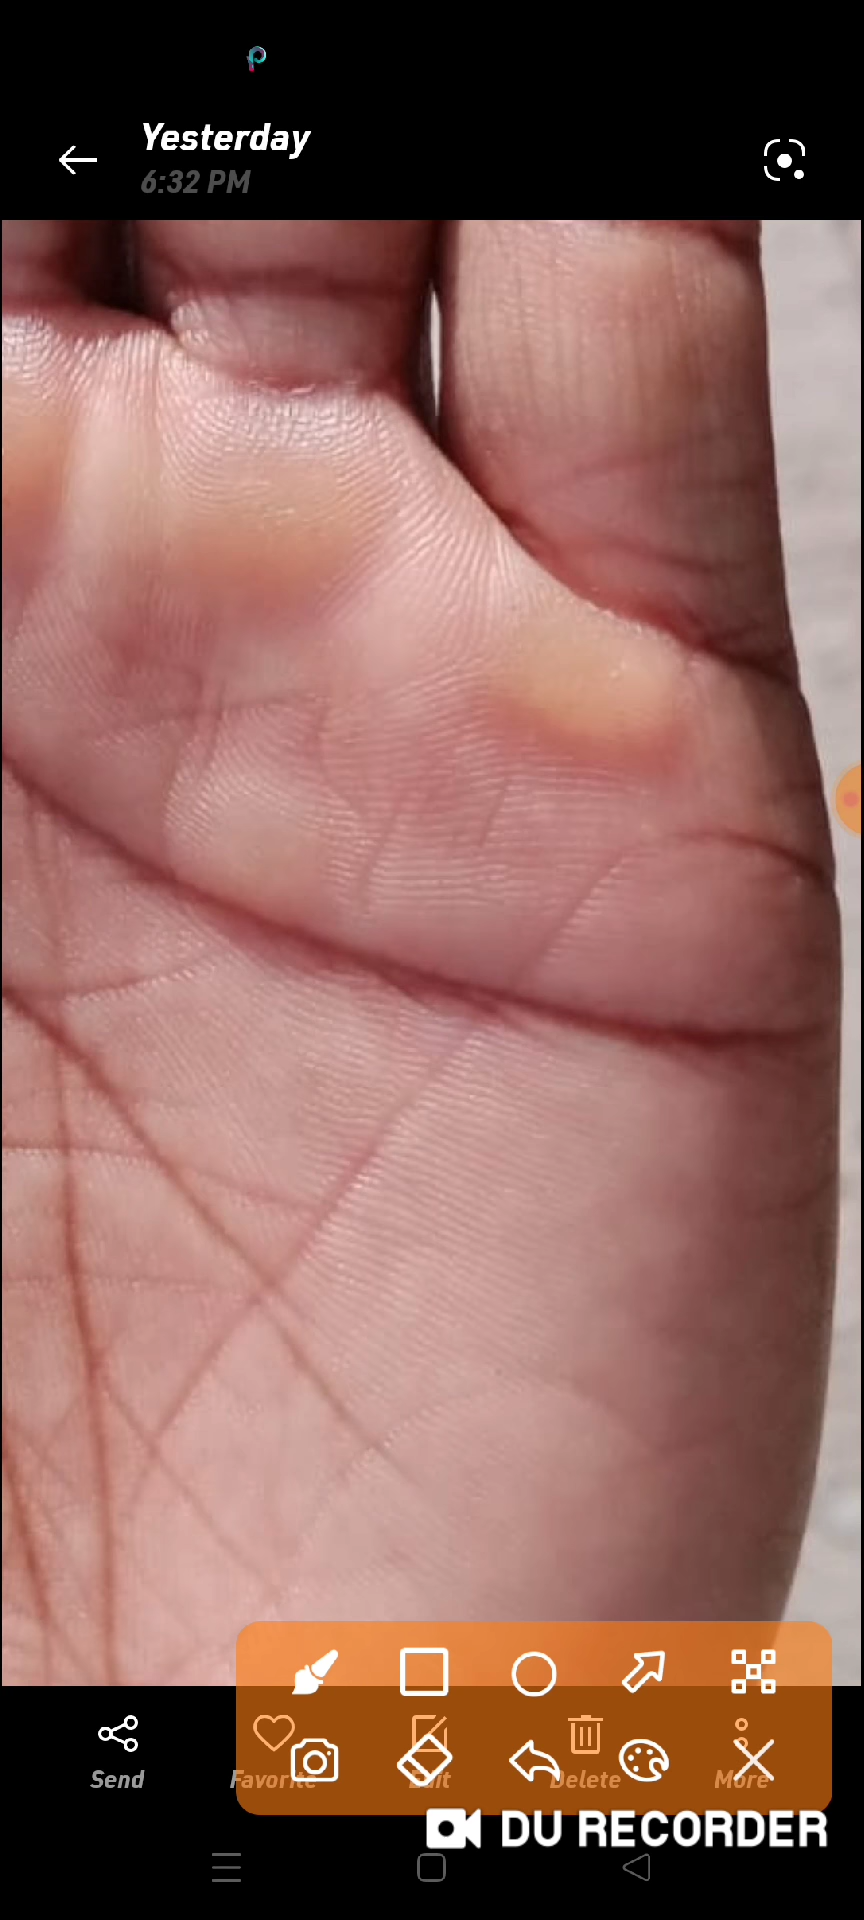 Yesterday
6:32 PM
Send
Favorite
Edit
Delete
More
DU RECORDER